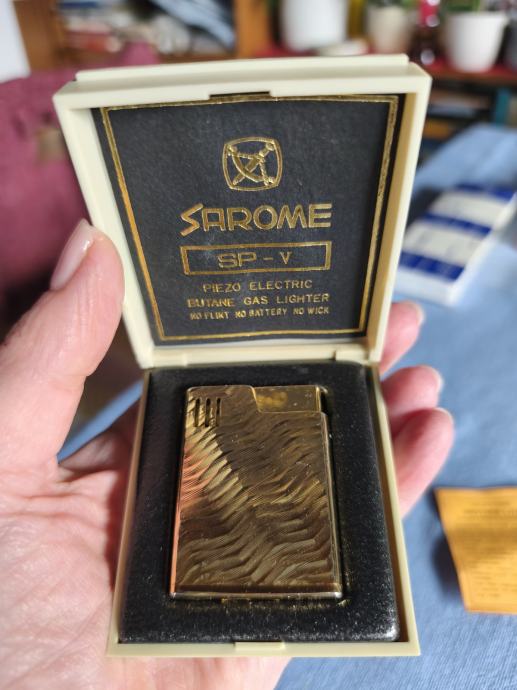 SAROME
SP-V
PIEZO ELECTRIC
BUTANE GAS LIGHTER
NO FLINT NO BATTERY NO WICK